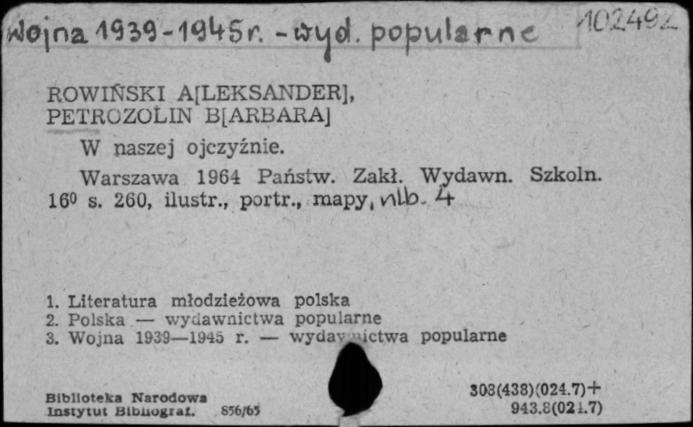 Wojna 1939-1945r. - wyd. popularne 102492
ROWIŃSKI A[LEKSANDER],
PETROZOLIN B[ARBARA]
W naszej ojczyźnie.
Warszawa 1964 Państw. Zakł. Wydawn. Szkoln.
16⁰ s. 260, ilustr., portr., mapy, nlb. 4
1. Literatura młodzieżowa polska
2. Polska — wydawnictwa popularne
3. Wojna 1939—1945 r. — wydawnictwa popularne
Biblioteka Narodowa 308(438)(024.7)+
Instytut Bibliograf. 856/65 943.8(024.7)